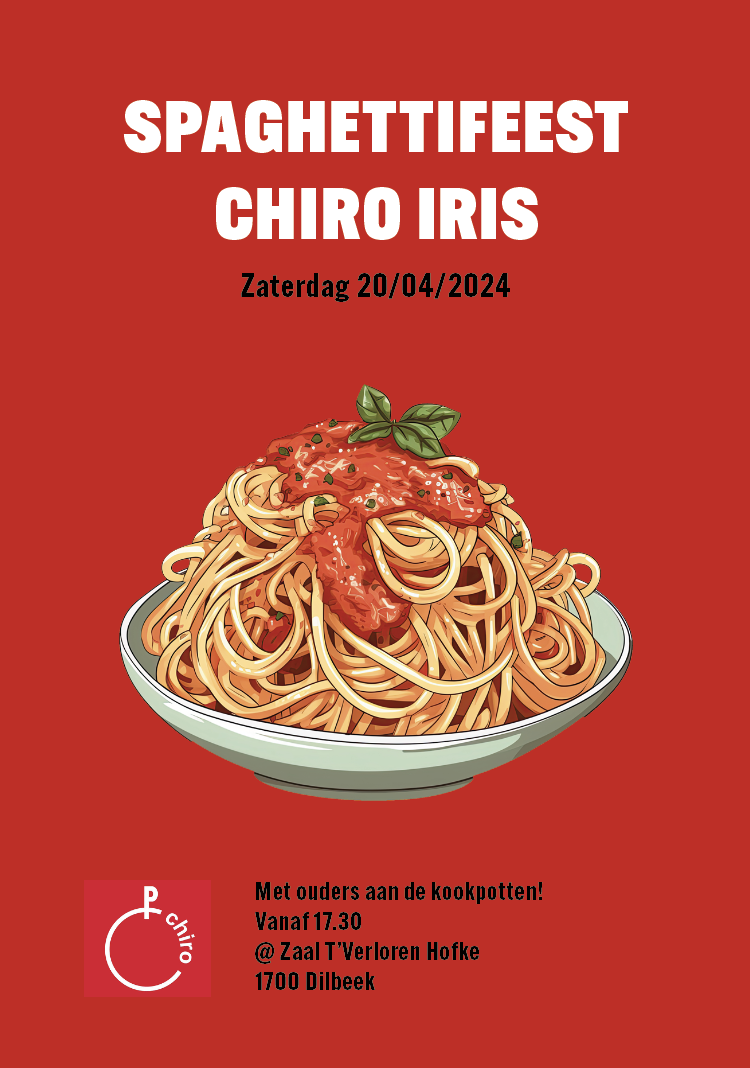 SPAGHETTIFEEST
CHIRO IRIS
Zaterdag 20/04/2024
Met ouders aan de kookpotten!
Vanaf 17.30
@ Zaal T'Verloren Hofke
1700 Dilbeek
P chiro